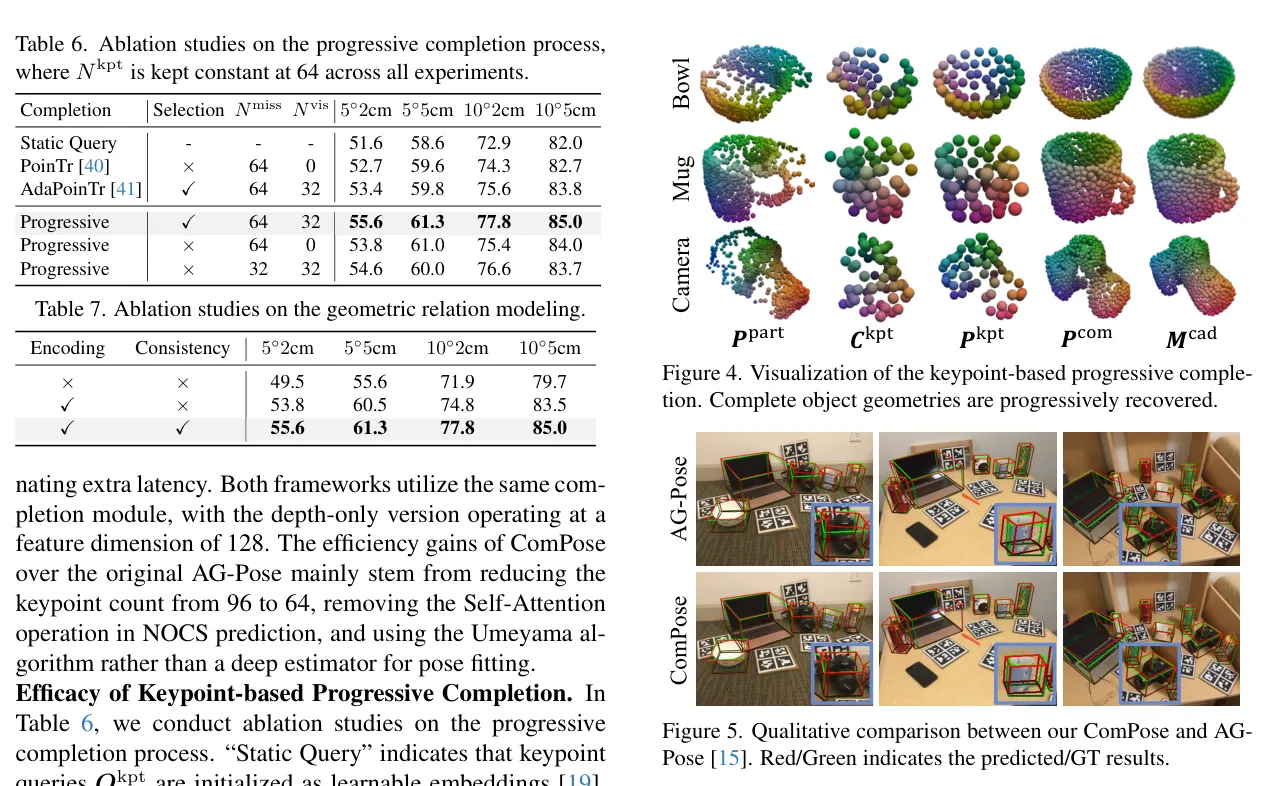 Table 6. Ablation studies on the progressive completion process,
where N^kpt is kept constant at 64 across all experiments.
Completion Selection N^miss N^vis 5°2cm 5°5cm 10°2cm 10°5cm
Static Query - - - 51.6 58.6 72.9 82.0
PoinTr [40] × 64 0 52.7 59.6 74.3 82.7
AdaPoinTr [41] ✓ 64 32 53.4 59.8 75.6 83.8
Progressive ✓ 64 32 55.6 61.3 77.8 85.0
Progressive × 64 0 53.8 61.0 75.4 84.0
Progressive × 32 32 54.6 60.0 76.6 83.7
Table 7. Ablation studies on the geometric relation modeling.
Encoding Consistency 5°2cm 5°5cm 10°2cm 10°5cm
× × 49.5 55.6 71.9 79.7
✓ × 53.8 60.5 74.8 83.5
✓ ✓ 55.6 61.3 77.8 85.0
nating extra latency. Both frameworks utilize the same com-
pletion module, with the depth-only version operating at a
feature dimension of 128. The efficiency gains of ComPose
over the original AG-Pose mainly stem from reducing the
keypoint count from 96 to 64, removing the Self-Attention
operation in NOCS prediction, and using the Umeyama al-
gorithm rather than a deep estimator for pose fitting.
Efficacy of Keypoint-based Progressive Completion. In
Table 6, we conduct ablation studies on the progressive
completion process. “Static Query” indicates that keypoint
queries Q^kpt are initialized as learnable embeddings [19].
Bowl
Mug
Camera
P^part C^kpt P^kpt P^com M^cad
Figure 4. Visualization of the keypoint-based progressive comple-
tion. Complete object geometries are progressively recovered.
AG-Pose
ComPose
Figure 5. Qualitative comparison between our ComPose and AG-
Pose [15]. Red/Green indicates the predicted/GT results.